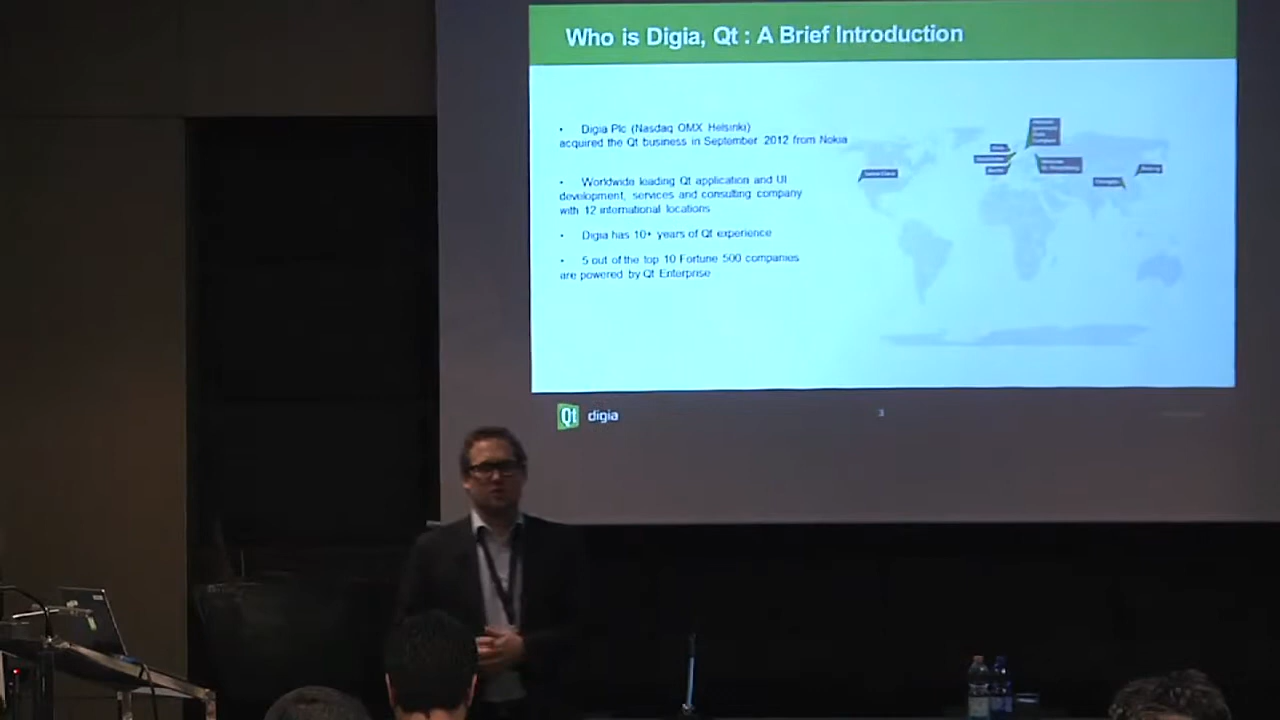 Who is Digia, Qt : A Brief Introduction
• Digia Plc (Nasdaq OMX Helsinki)
acquired the Qt business in September 2012 from Nokia
• Worldwide leading Qt application and UI
development, services and consulting company
with 12 international locations
• Digia has 10+ years of Qt experience
• 5 out of the top 10 Fortune 500 companies
are powered by Qt Enterprise
Qt digia
3